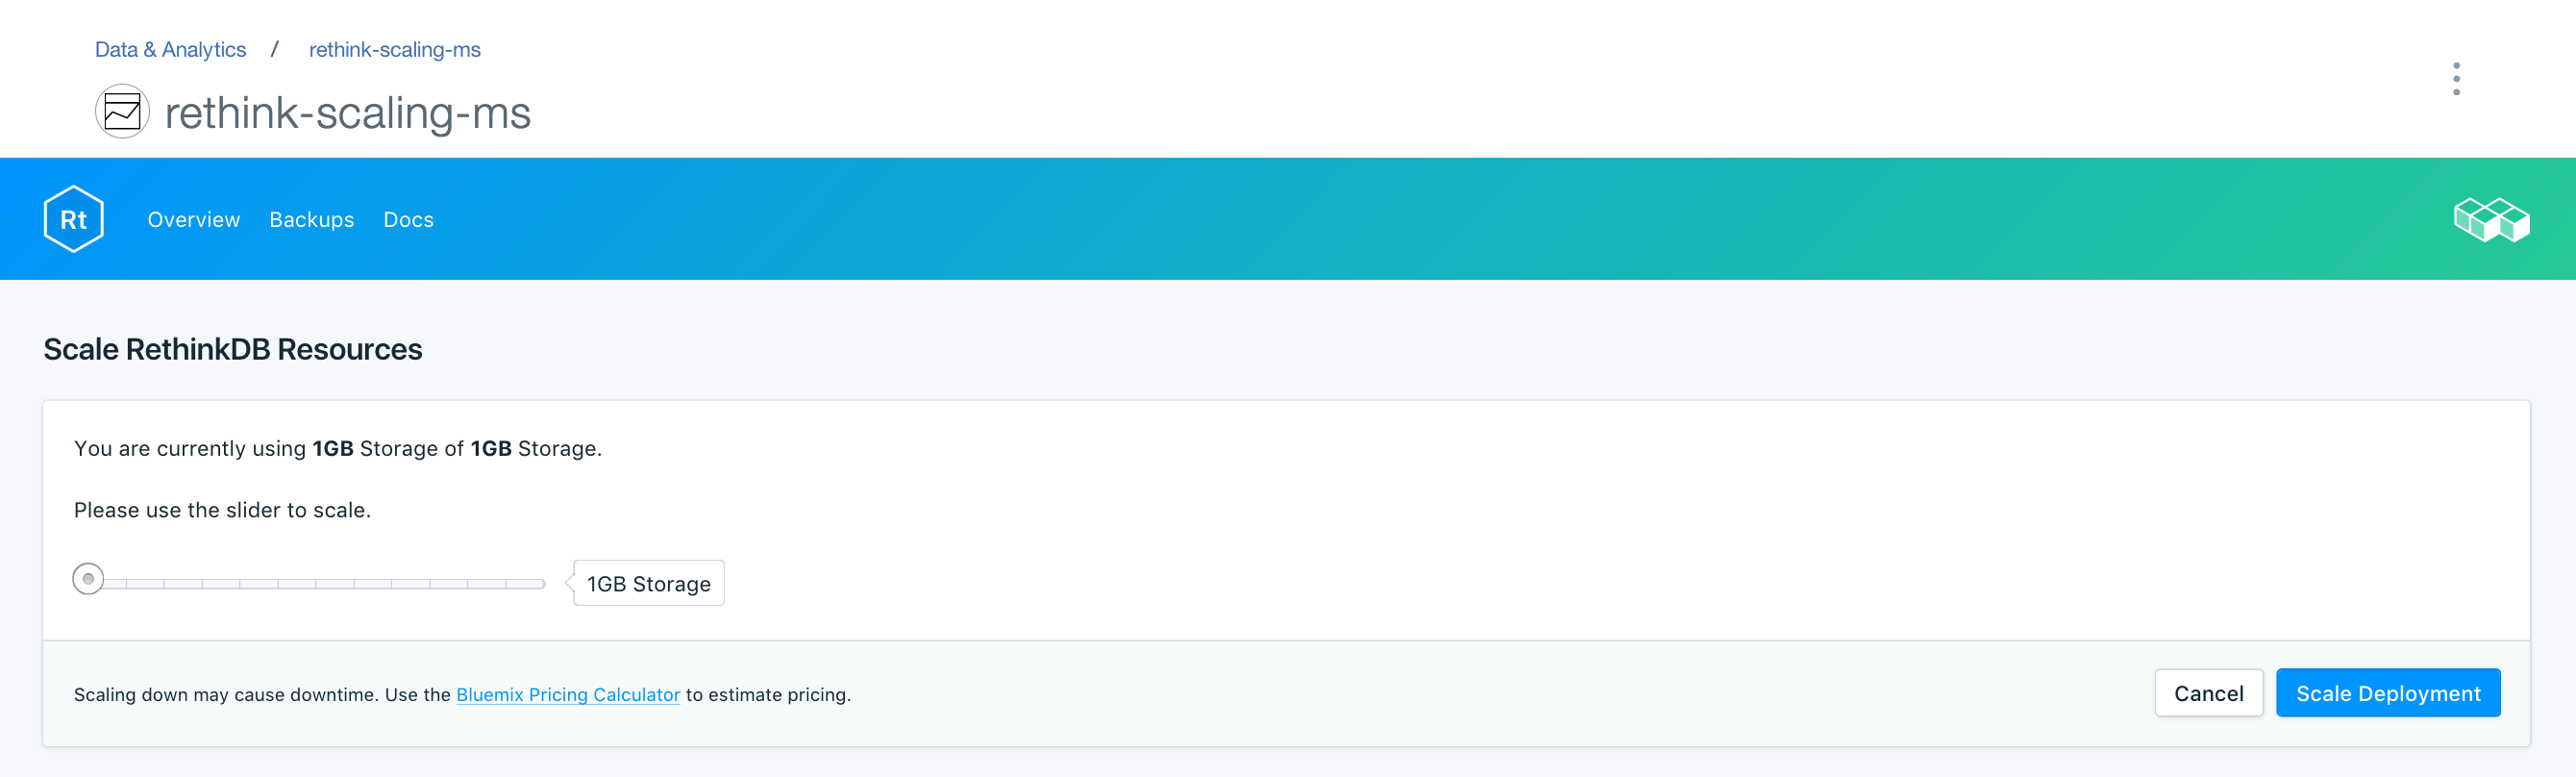 Data & Analytics / rethink-scaling-ms
rethink-scaling-ms
Rt Overview Backups Docs
Scale RethinkDB Resources
You are currently using 1GB Storage of 1GB Storage.
Please use the slider to scale.
1GB Storage
Scaling down may cause downtime. Use the Bluemix Pricing Calculator to estimate pricing. Cancel Scale Deployment